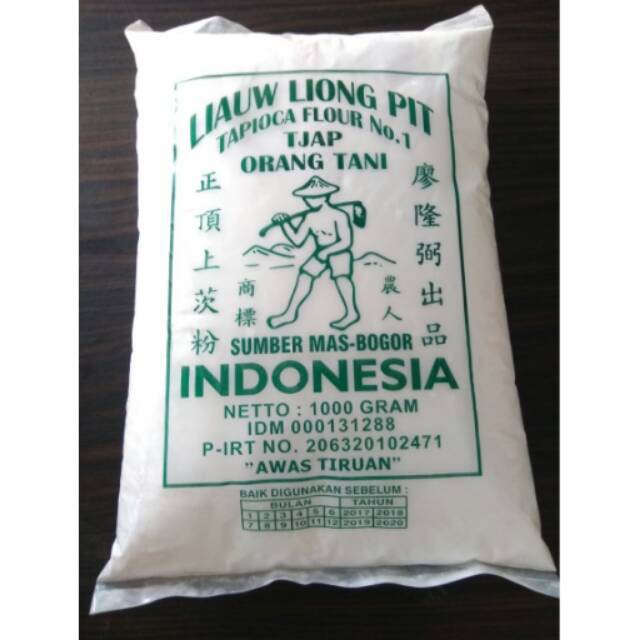 LIAUW LIONG PIT
TAPIOCA FLOUR No.1
TJAP
ORANG TANI
正頂上茨粉
廖隆弼出品
商標
農人
SUMBER MAS-BOGOR
INDONESIA
NETTO : 1000 GRAM
IDM 000131288
P-IRT NO. 206320102471
"AWAS TIRUAN"
BAIK DIGUNAKAN SEBELUM :
BULAN TAHUN
1 2 3 4 5 6 2017 2018
7 8 9 10 11 12 2019 2020